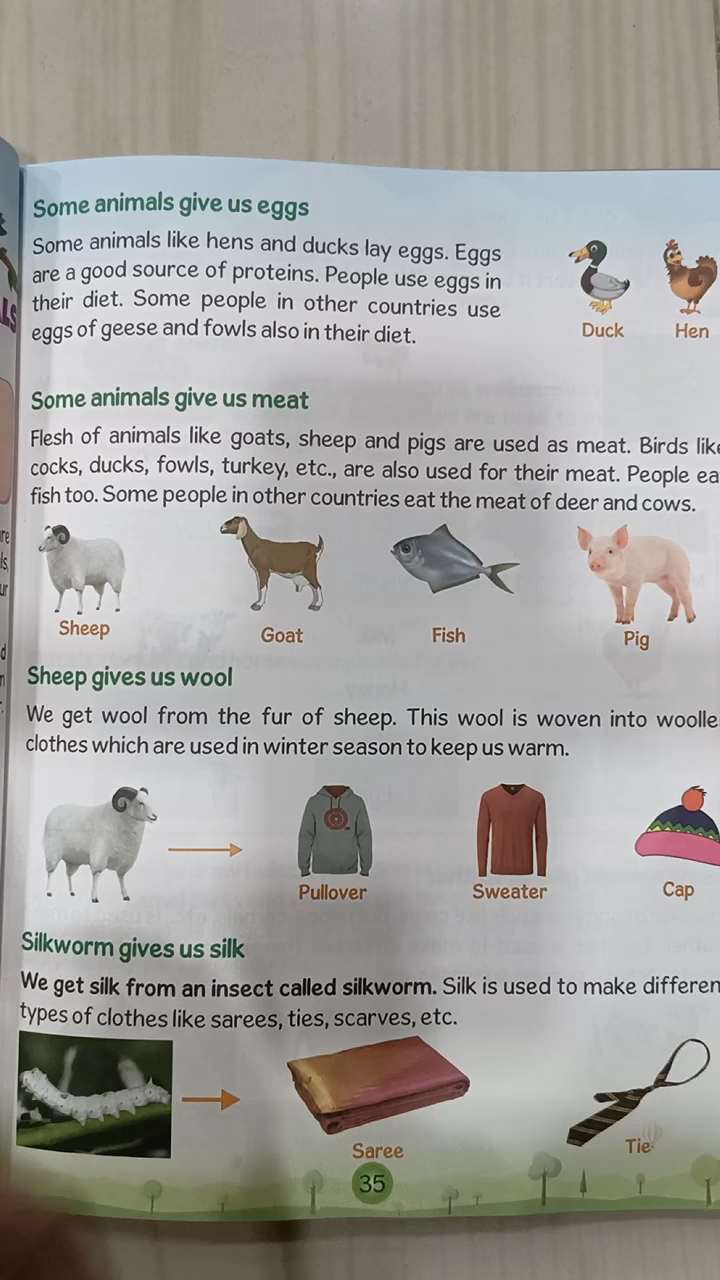 Some animals give us eggs
Some animals like hens and ducks lay eggs. Eggs
are a good source of proteins. People use eggs in
their diet. Some people in other countries use
eggs of geese and fowls also in their diet.
Duck Hen
Some animals give us meat
Flesh of animals like goats, sheep and pigs are used as meat. Birds like
cocks, ducks, fowls, turkey, etc., are also used for their meat. People ea
fish too. Some people in other countries eat the meat of deer and cows.
Sheep Goat Fish Pig
Sheep gives us wool
We get wool from the fur of sheep. This wool is woven into woolle
clothes which are used in winter season to keep us warm.
Pullover Sweater Cap
Silkworm gives us silk
We get silk from an insect called silkworm. Silk is used to make differen
types of clothes like sarees, ties, scarves, etc.
Saree Tie
35